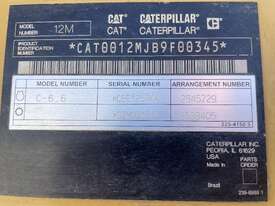 MODEL NUMBER 12M CAT® CATERPILLAR®
PRODUCT IDENTIFICATION NUMBER
*CAT0012MJB9F00345*
MODEL NUMBER SERIAL NUMBER ARRANGEMENT NUMBER
C-6.6
CATERPILLAR INC.
PEORIA, IL 61629
USA
Made In
Brazil
PARTS ORDER